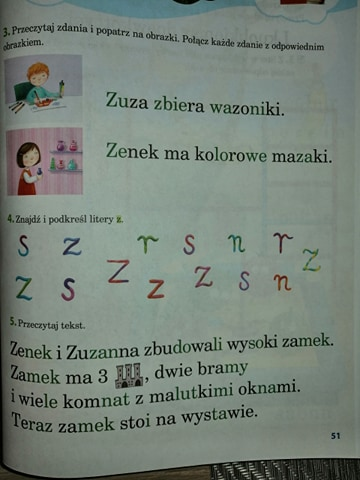 3. Przeczytaj zdania i popatrz na obrazki. Połącz każde zdanie z odpowiednim
obrazkiem.
Zuza zbiera wazoniki.
Zenek ma kolorowe mazaki.
4. Znajdź i podkreśl litery z.
s z r s n r z
z s z z z s n
5. Przeczytaj tekst.
Zenek i Zuzanna zbudowali wysoki zamek.
Zamek ma 3 , dwie bramy
i wiele komnat z malutkimi oknami.
Teraz zamek stoi na wystawie.
51